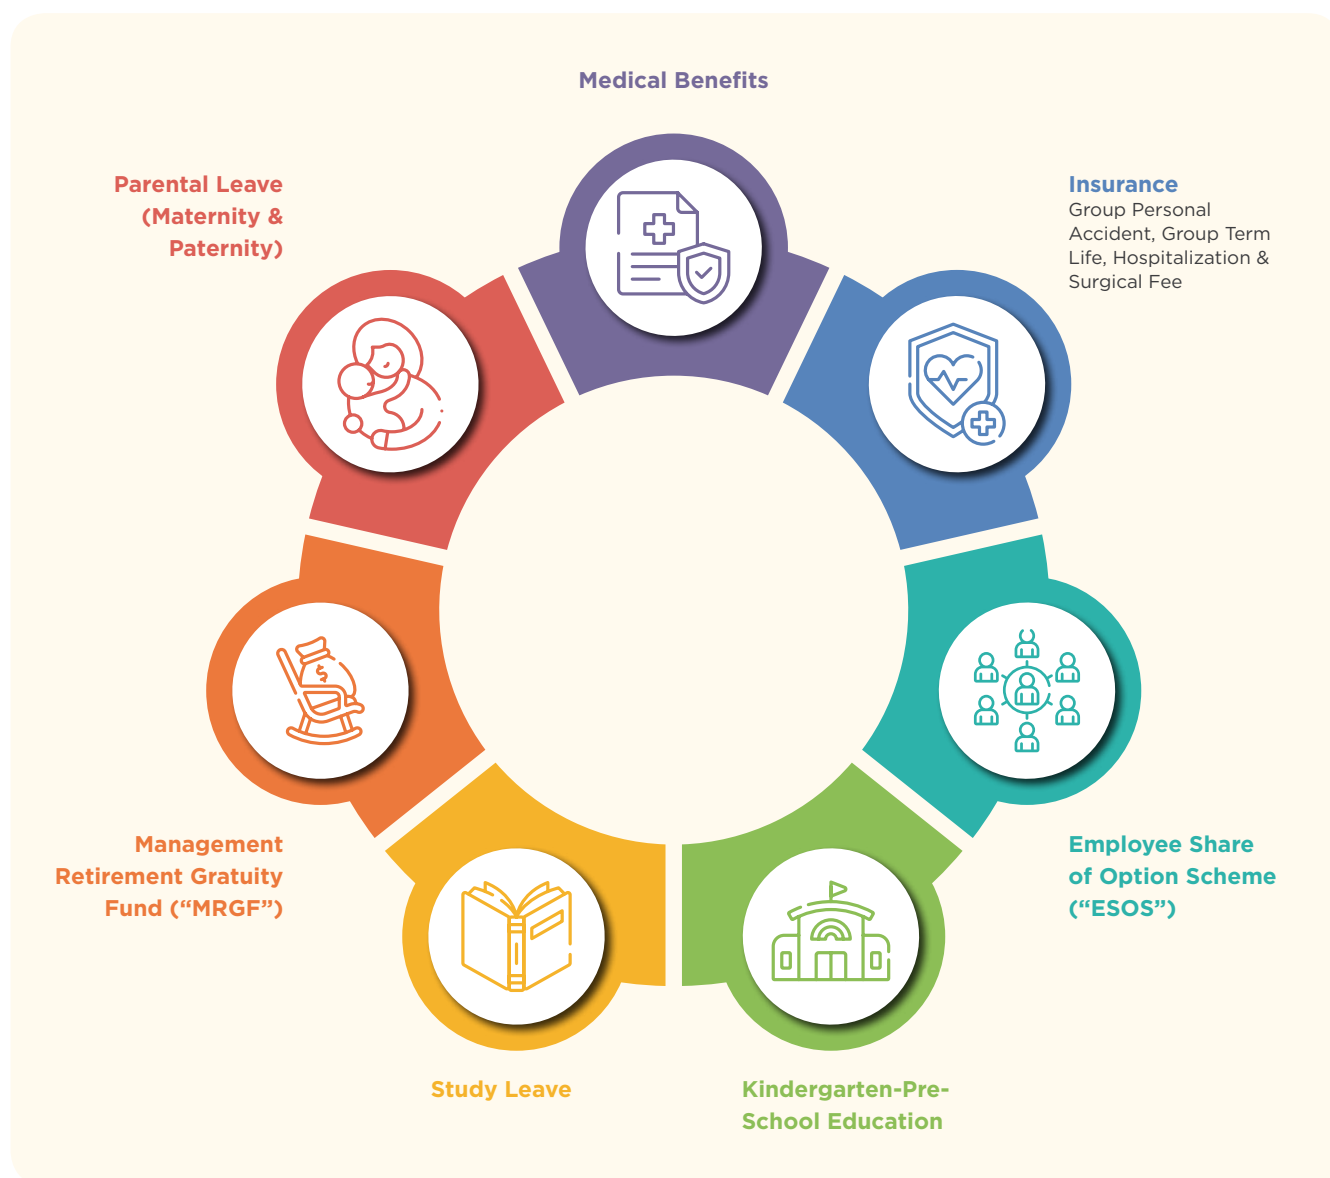 Medical Benefits
Parental Leave
(Maternity &
Paternity)
Insurance
Group Personal
Accident, Group Term
Life, Hospitalization &
Surgical Fee
Management
Retirement Gratuity
Fund (“MRGF”)
Employee Share
of Option Scheme
(“ESOS”)
Study Leave
Kindergarten-Pre-
School Education
$